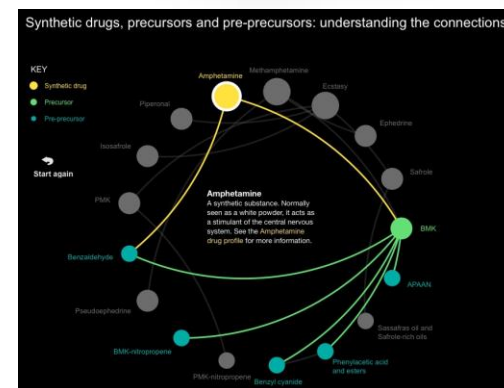 Synthetic drugs, precursors and pre-precursors: understanding the connections
KEY
Synthetic drug
Precursor
Pre-precursor
Start again
Amphetamine
Methamphetamine
Ecstasy
Piperonal
Ephedrine
Isosafrole
Safrole
PMK
Amphetamine
A synthetic substance. Normally
seen as a white powder, it acts as
a stimulant of the central nervous
system. See the Amphetamine
drug profile for more information.
BMK
Benzaldehyde
APAAN
Pseudoephedrine
Sassafras oil and
Safrole-rich oils
BMK-nitropropene
Phenylacetic acid
and esters
PMK-nitropropene
Benzyl cyanide